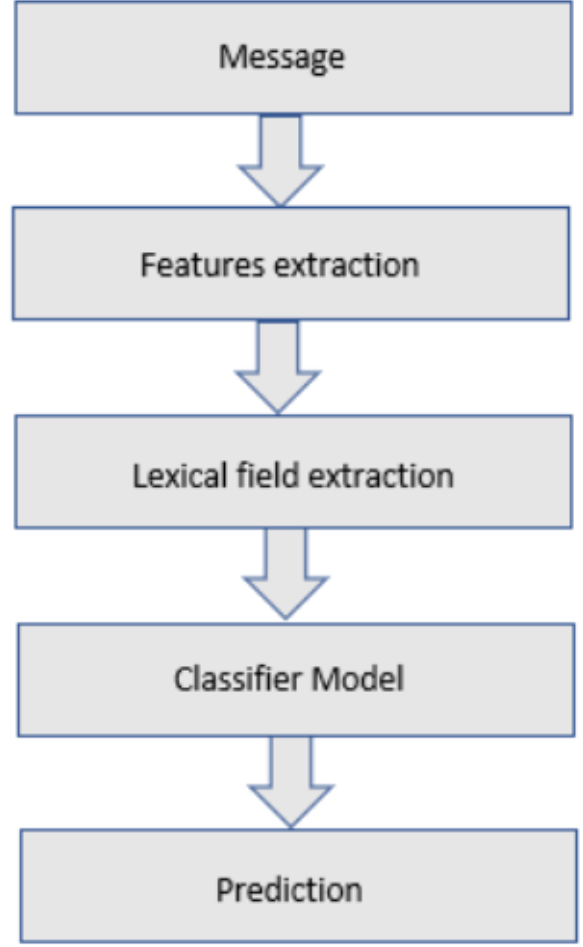 Message
Features extraction
Lexical field extraction
Classifier Model
Prediction